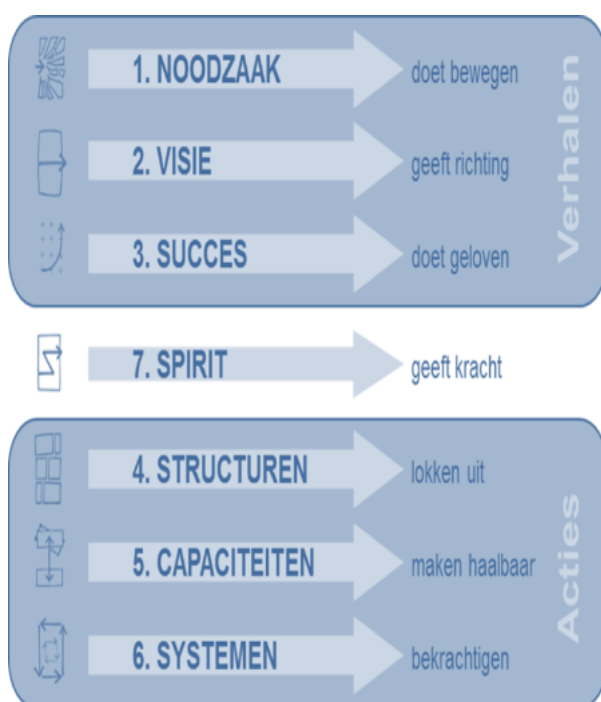 1. NOODZAAK doet bewegen
2. VISIE geeft richting
3. SUCCES doet geloven
Verhalen
7. SPIRIT geeft kracht
4. STRUCTUREN lokken uit
5. CAPACITEITEN maken haalbaar
6. SYSTEMEN bekrachtigen
Acties